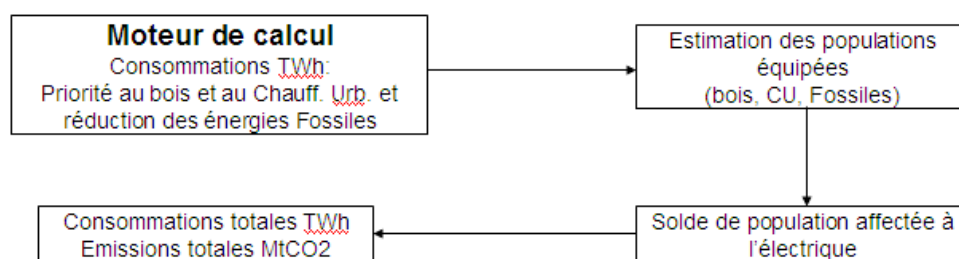 Moteur de calcul
Consommations TWh:
Priorité au bois et au Chauff. Urb. et
réduction des énergies Fossiles
Estimation des populations
équipées
(bois, CU, Fossiles)
Solde de population affectée à
l'électrique
Consommations totales TWh
Emissions totales MtCO2